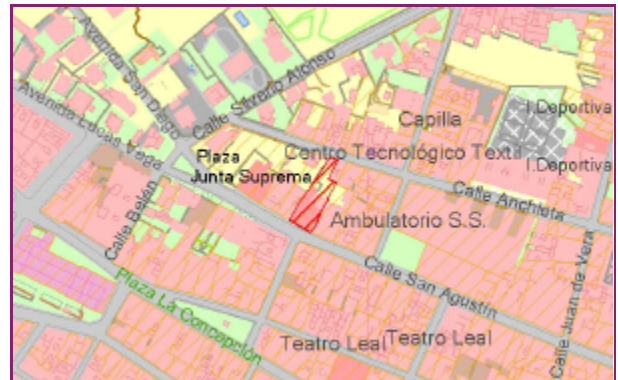 Avenida San Diego
Calle Silverio Alonso
Avenida Lucas Vega
Capilla
I.Deportiva
Plaza
Junta Suprema
Centro Tecnológico Textil
I.Deportiva
Calle Anchieta
Calle Belén
Ambulatorio S.S.
Calle San Agustín
Calle Juan de Vera
Plaza La Concepción
Teatro Leal
Teatro Leal